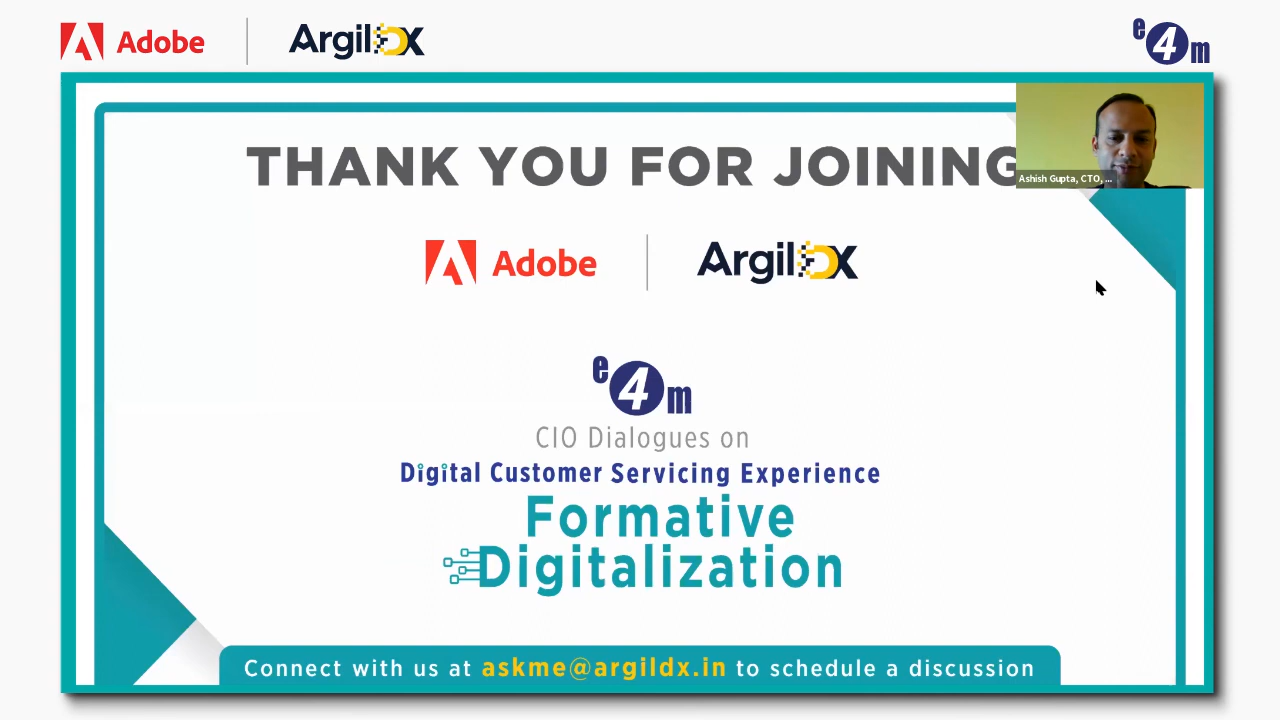 Adobe
ArgilDX
e4m
THANK YOU FOR JOINING
Ashish Gupta, CTO, ...
Adobe
ArgilDX
e4m
CIO Dialogues on
Digital Customer Servicing Experience
Formative
Digitalization
Connect with us at askme@argildx.in to schedule a discussion